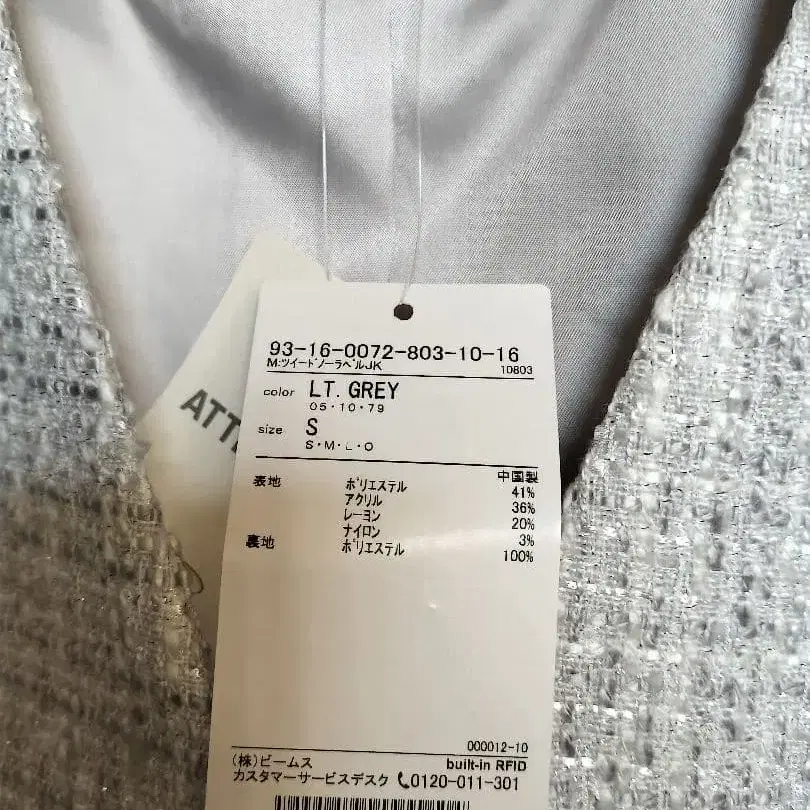 93-16-0072-803-10-16
M:ツイードノーラペルJK 10803
color LT. GREY
05・10・79
size S
S・M・L・O
中国製
表地 ポリエステル 41%
アクリル 36%
レーヨン 20%
ナイロン 3%
裏地 ポリエステル 100%
000012-10
(株)ビームス built-in RFID
カスタマーサービスデスク 0120-011-301